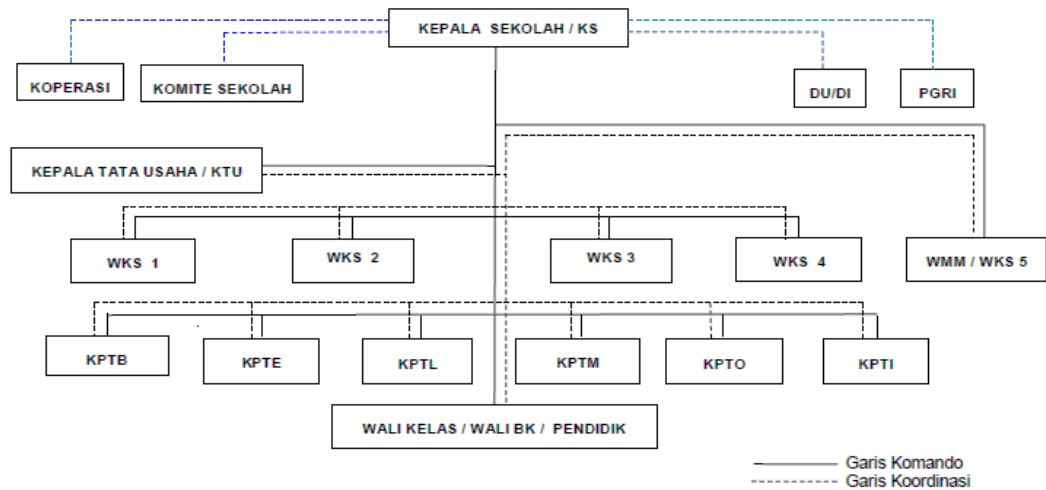 KEPALA SEKOLAH / KS
KOPERASI
KOMITE SEKOLAH
DU/DI
PGRI
KEPALA TATA USAHA / KTU
WKS 1
WKS 2
WKS 3
WKS 4
WMM / WKS 5
KPTB
KPTE
KPTL
KPTM
KPTO
KPTI
WALI KELAS / WALI BK / PENDIDIK
Garis Komando
Garis Koordinasi